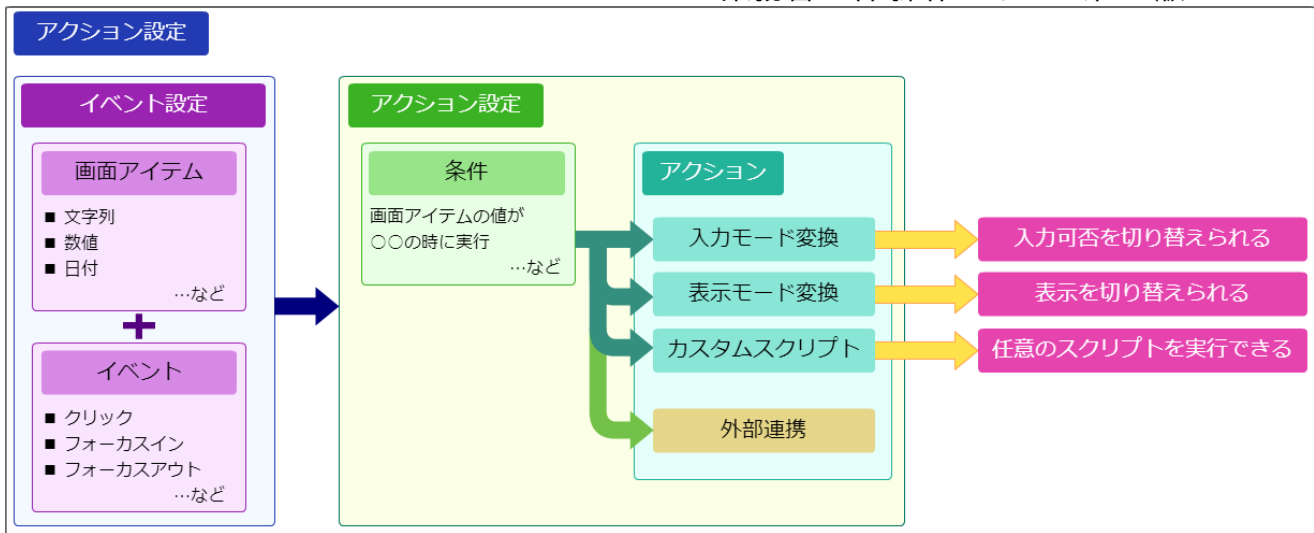 アクション設定
イベント設定
画面アイテム
■ 文字列
■ 数値
■ 日付
…など
+
イベント
■ クリック
■ フォーカスイン
■ フォーカスアウト
…など
アクション設定
条件
画面アイテムの値が
○○の時に実行
…など
アクション
入力モード変換
表示モード変換
カスタムスクリプト
外部連携
入力可否を切り替えられる
表示を切り替えられる
任意のスクリプトを実行できる